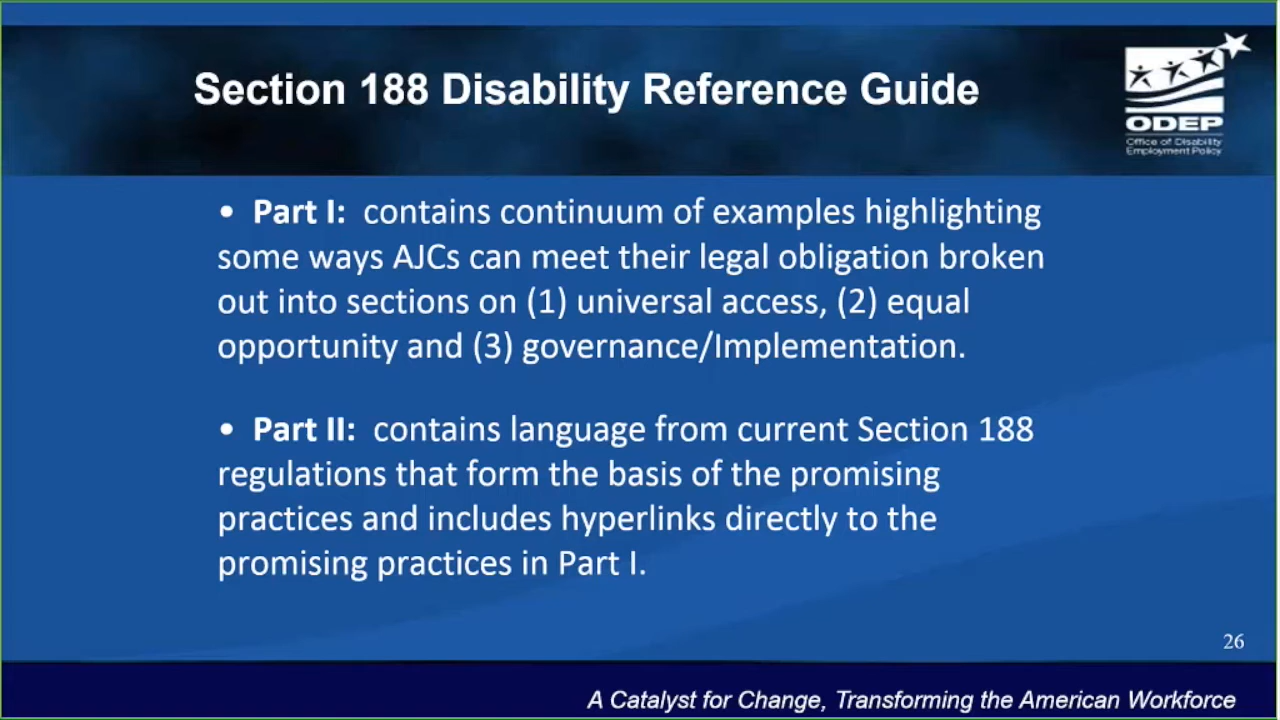 Section 188 Disability Reference Guide
ODEP
Office of Disability
Employment Policy
• Part I: contains continuum of examples highlighting
some ways AJCs can meet their legal obligation broken
out into sections on (1) universal access, (2) equal
opportunity and (3) governance/Implementation.
• Part II: contains language from current Section 188
regulations that form the basis of the promising
practices and includes hyperlinks directly to the
promising practices in Part I.
26
A Catalyst for Change, Transforming the American Workforce